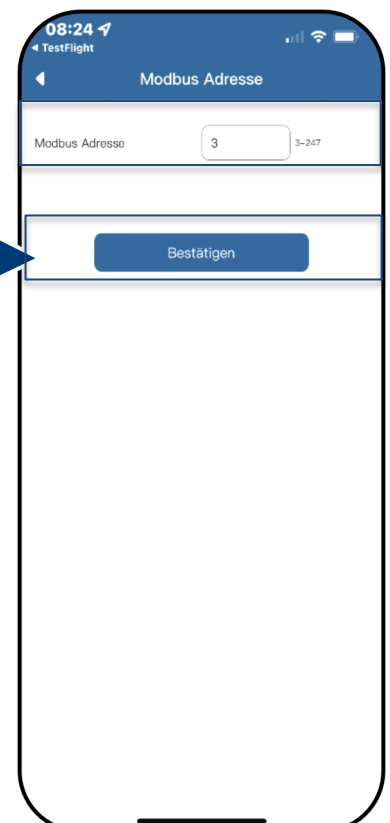 08:24
◀ TestFlight
Modbus Adresse
Modbus Adresse 3 3-247
Bestätigen